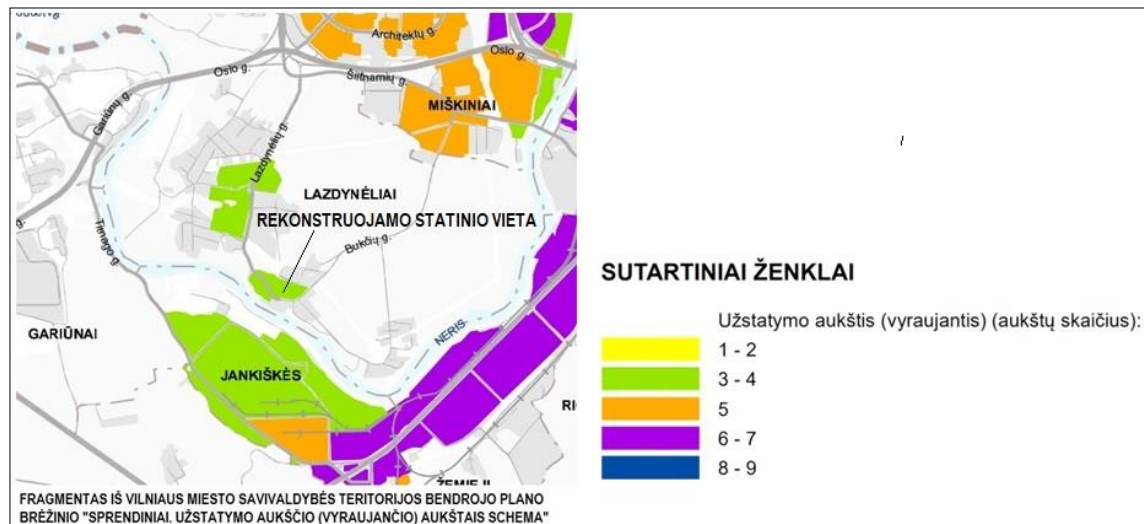 Architektų g.
Oslo g.
Oslo g.
Šiltnamių g.
Gariūnų g.
MIŠKINIAI
Lazdynėlių g.
LAZDYNĖLIAI
REKONSTRUOJAMO STATINIO VIETA
Bukčių g.
Titnago g.
g.
GARIŪNAI
NERIS
JANKIŠKĖS
FRAGMENTAS IŠ VILNIAUS MIESTO SAVIVALDYBĖS TERITORIJOS BENDROJO PLANO
BRĖŽINIO "SPRENDINIAI. UŽSTATYMO AUKŠČIO (VYRAUJANČIO) AUKŠTAIS SCHEMA"
SUTARTINIAI ŽENKLAI
Užstatymo aukštis (vyraujantis) (aukštų skaičius):
1 - 2
3 - 4
5
6 - 7
8 - 9